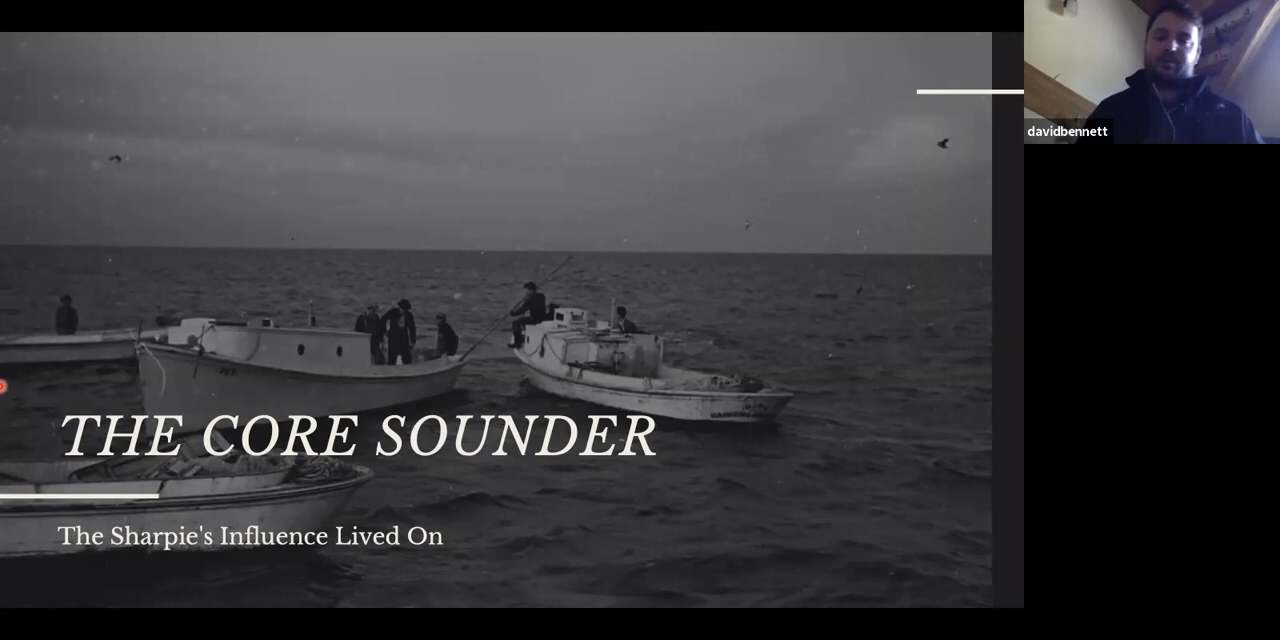 davidbennett
THE CORE SOUNDER
The Sharpie's Influence Lived On